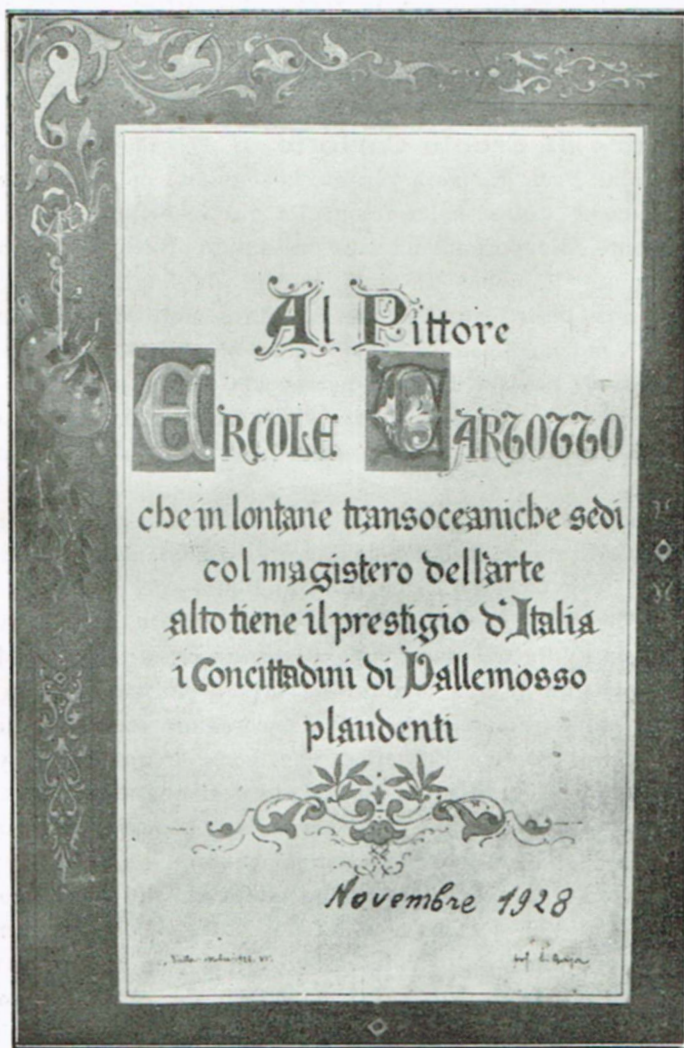 Al Pittore
ERCOLE CARTOTTO
che in lontane transoceaniche sedi
col magistero dell'arte
alto tiene il prestigio d'Italia
i Concittadini di Vallemosso
plaudenti
Novembre 1928
prof.